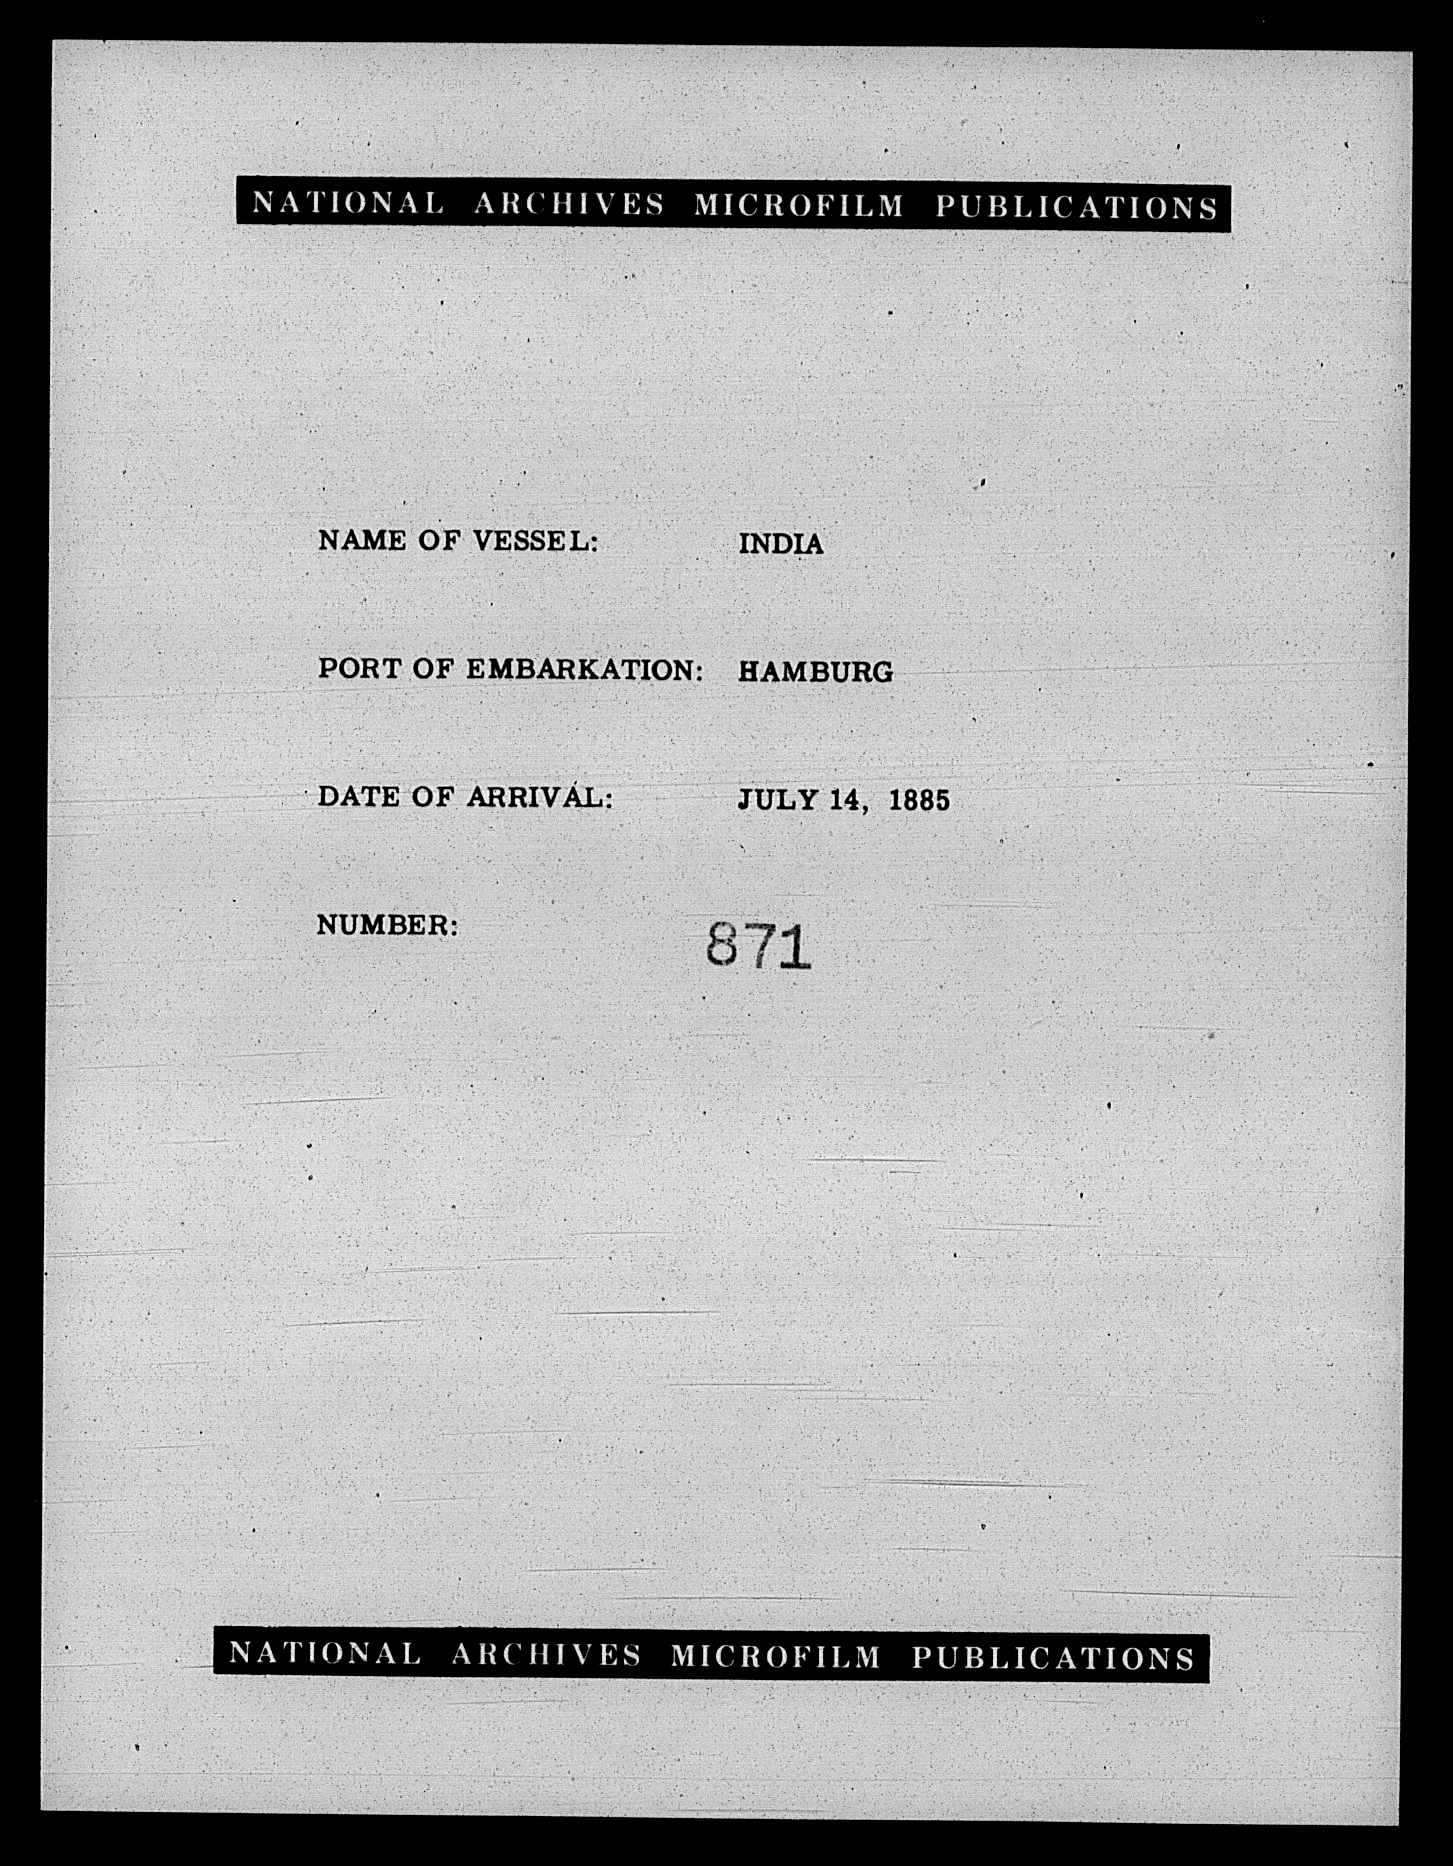 NATIONAL ARCHIVES MICROFILM PUBLICATIONS
NAME OF VESSEL: INDIA
PORT OF EMBARKATION: HAMBURG
DATE OF ARRIVAL: JULY 14, 1885
NUMBER: 871
NATIONAL ARCHIVES MICROFILM PUBLICATIONS